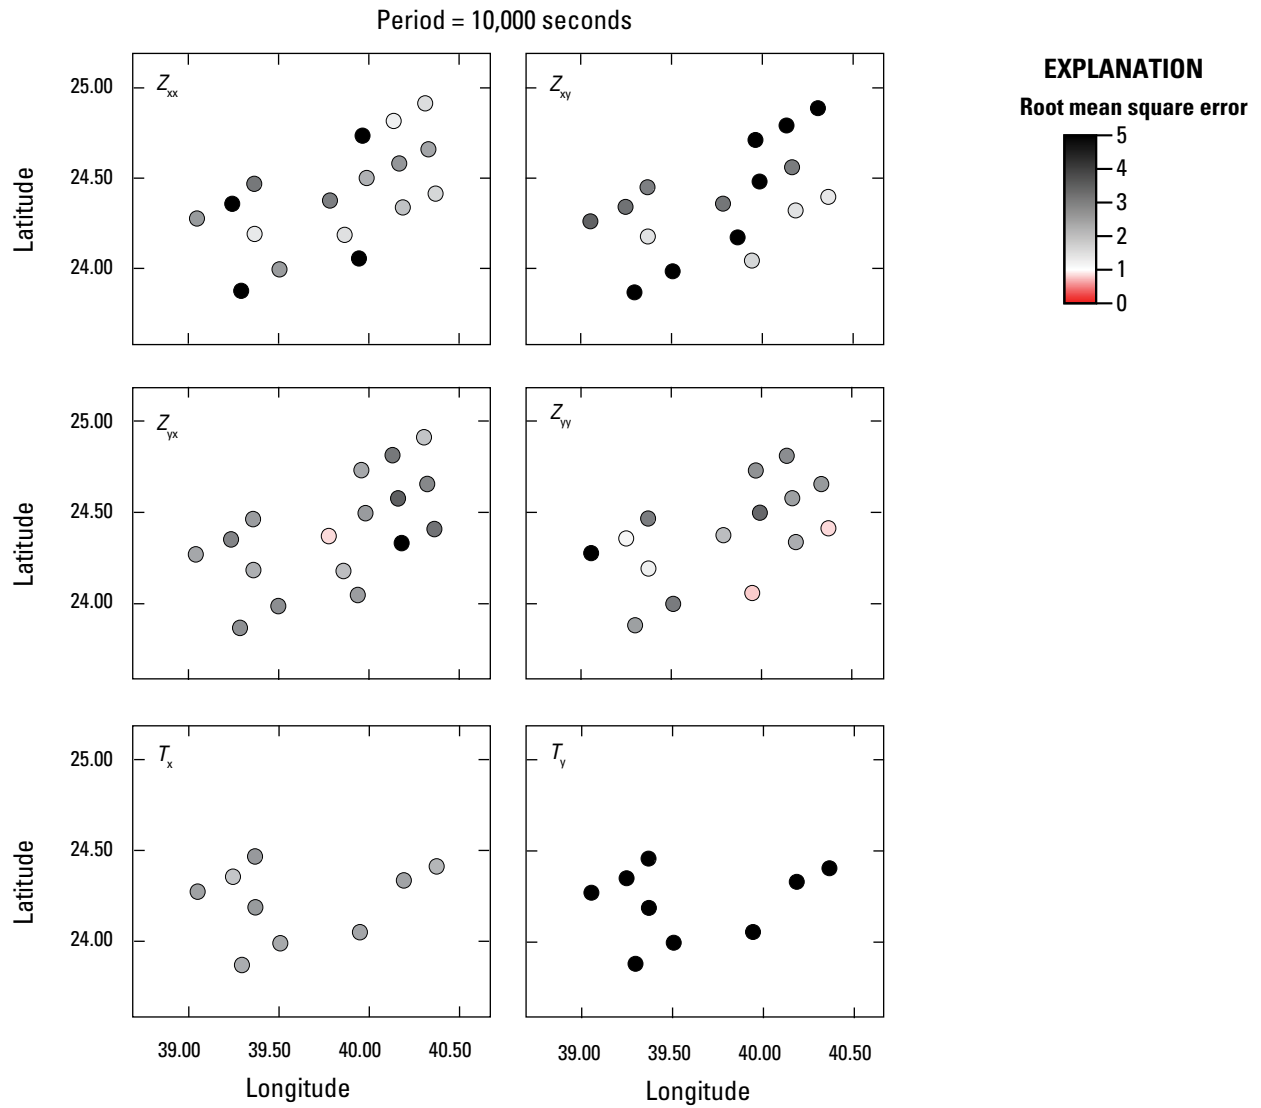 Period = 10,000 seconds
EXPLANATION
Root mean square error
5
4
3
2
1
0
Latitude
25.00
24.50
24.00
Zxx
Zxy
Latitude
25.00
24.50
24.00
Zyx
Zyy
Latitude
25.00
24.50
24.00
Tx
Ty
39.00 39.50 40.00 40.50
39.00 39.50 40.00 40.50
Longitude
Longitude